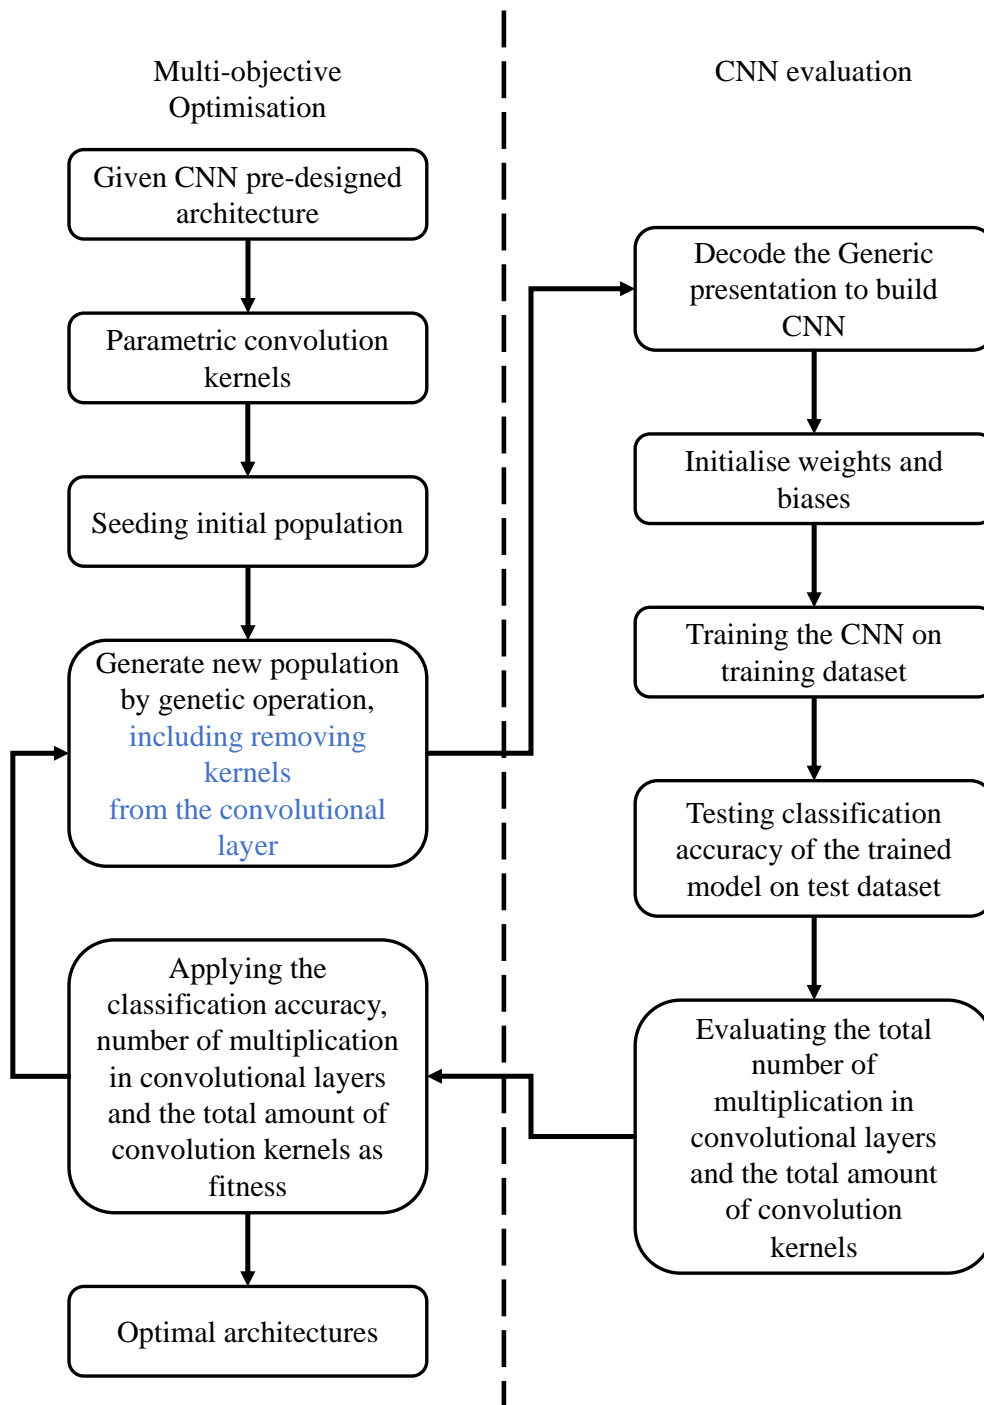 Multi-objective
Optimisation
Given CNN pre-designed
architecture
Parametric convolution
kernels
Seeding initial population
Generate new population
by genetic operation,
including removing
kernels
from the convolutional
layer
Applying the
classification accuracy,
number of multiplication
in convolutional layers
and the total amount of
convolution kernels as
fitness
Optimal architectures
CNN evaluation
Decode the Generic
presentation to build
CNN
Initialise weights and
biases
Training the CNN on
training dataset
Testing classification
accuracy of the trained
model on test dataset
Evaluating the total
number of
multiplication in
convolutional layers
and the total amount
of convolution
kernels